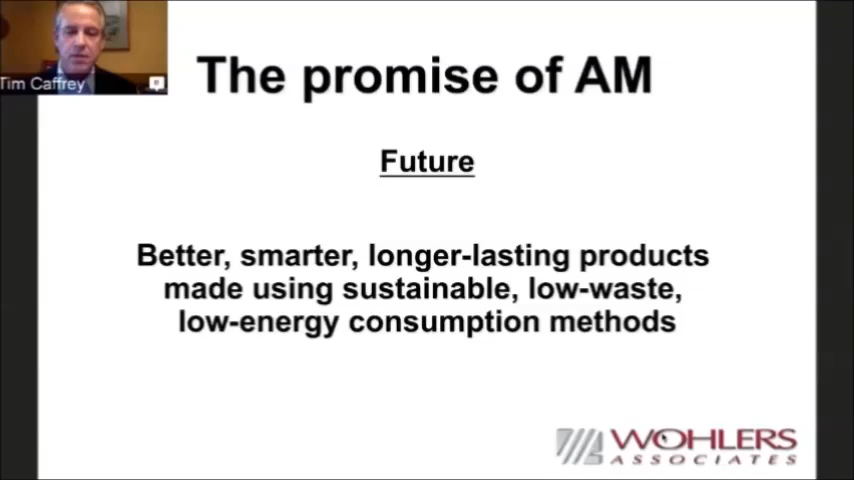 Tim Caffrey
The promise of AM
Future
Better, smarter, longer-lasting products
made using sustainable, low-waste,
low-energy consumption methods
WOHLERS
ASSOCIATES